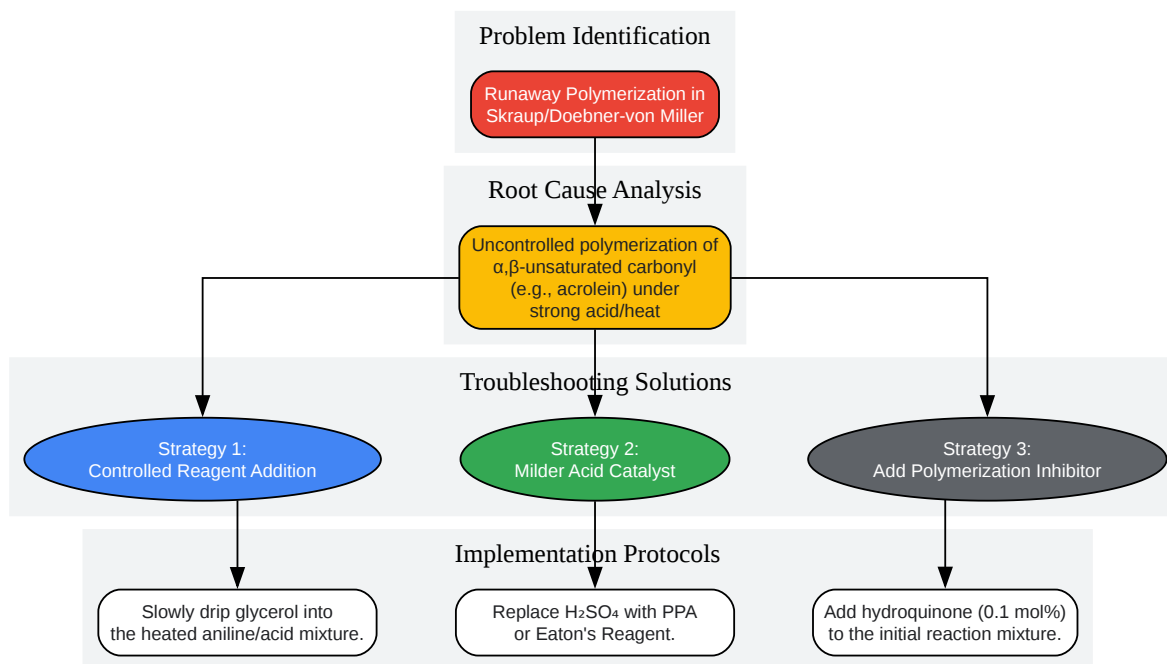 Problem Identification
Runaway Polymerization in
Skraup/Doebner-von Miller
Root Cause Analysis
Uncontrolled polymerization of
α,β-unsaturated carbonyl
(e.g., acrolein) under
strong acid/heat
Troubleshooting Solutions
Strategy 1:
Controlled Reagent Addition
Strategy 2:
Milder Acid Catalyst
Strategy 3:
Add Polymerization Inhibitor
Implementation Protocols
Slowly drip glycerol into
the heated aniline/acid mixture.
Replace H₂SO₄ with PPA
or Eaton's Reagent.
Add hydroquinone (0.1 mol%)
to the initial reaction mixture.